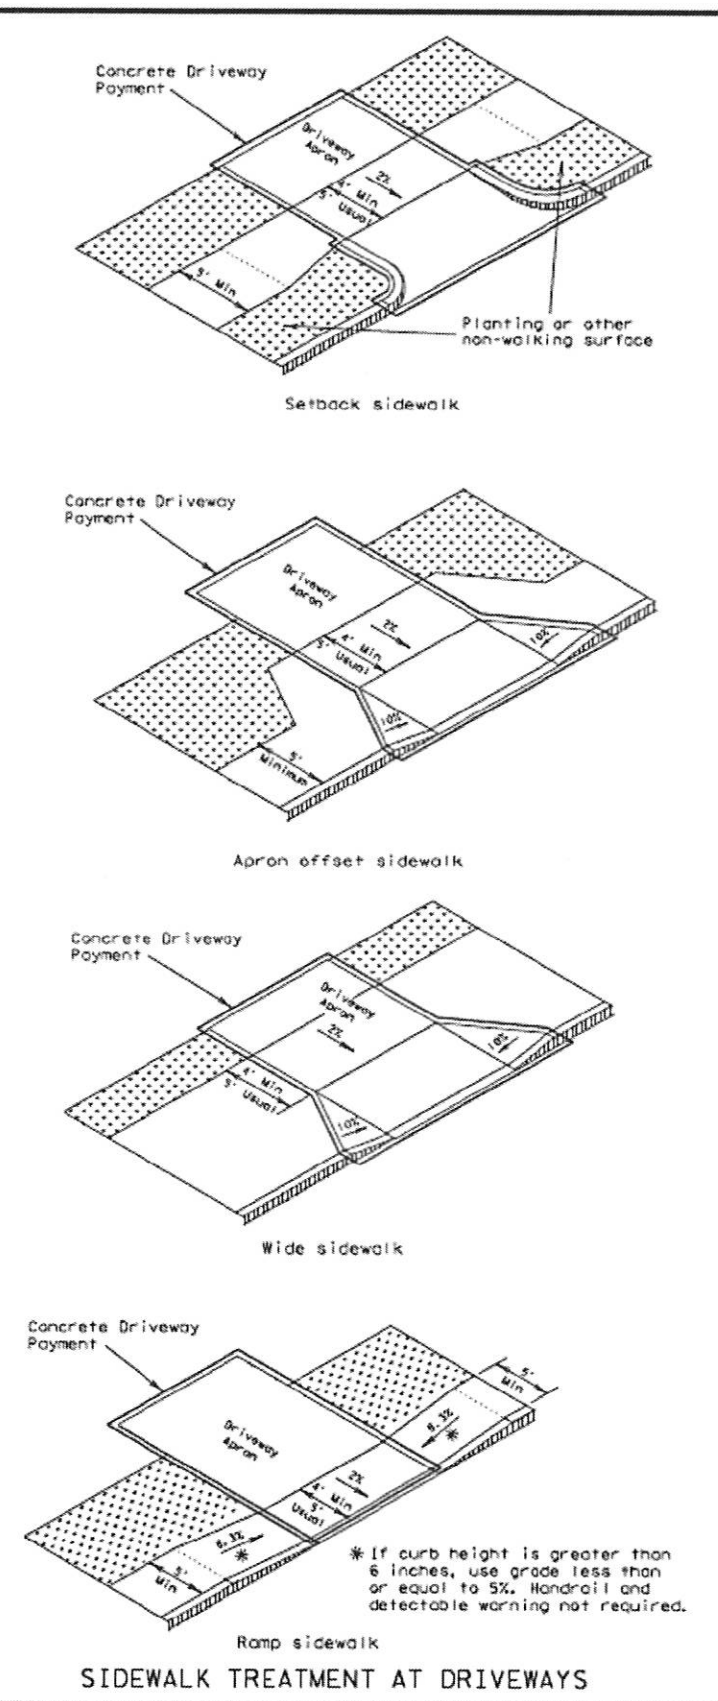 Concrete Driveway
Payment
Driveway
Apron
2%
4' Min
5' Usual
5' Min
Planting or other
non-walking surface
Setback sidewalk
Concrete Driveway
Payment
Driveway
Apron
2%
4' Min
5' Usual
10%
10%
5'
Minimum
Apron offset sidewalk
Concrete Driveway
Payment
Driveway
Apron
2%
10%
4' Min
5' Usual
10%
Wide sidewalk
Concrete Driveway
Payment
5'
Min
8.3%
*
Driveway
Apron
2%
4' Min
5'
Usual
8.3%
*
5'
Min
* If curb height is greater than
6 inches, use grade less than
or equal to 5%. Handrail and
detectable warning not required.
Ramp sidewalk
SIDEWALK TREATMENT AT DRIVEWAYS